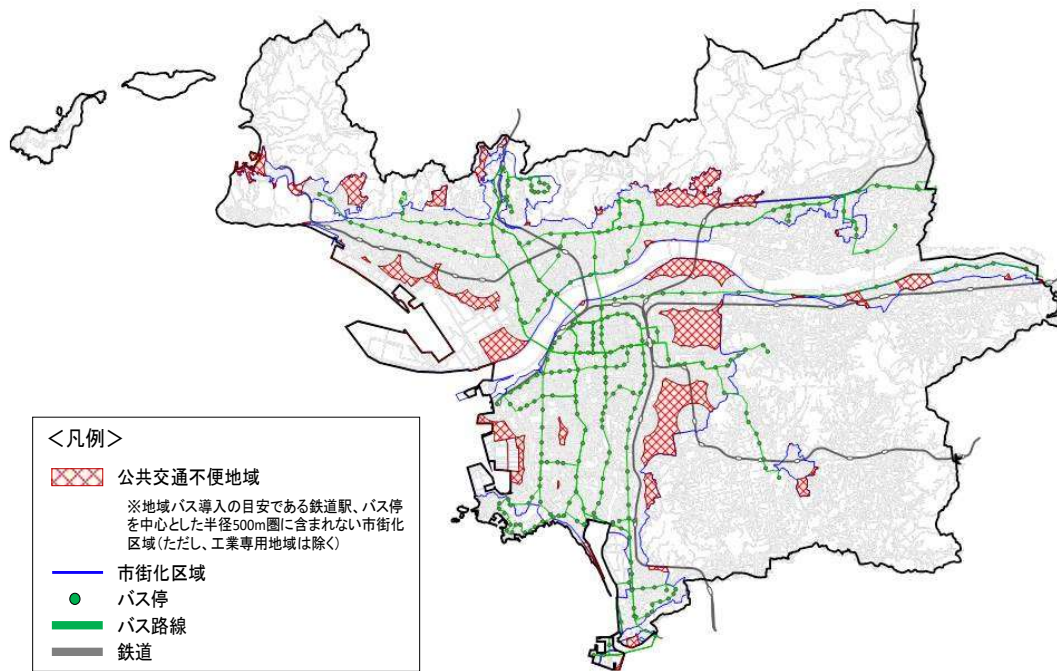 <凡例>
公共交通不便地域
※地域バス導入の目安である鉄道駅、バス停
を中心とした半径500m圏に含まれない市街化
区域(ただし、工業専用地域は除く)
市街化区域
バス停
バス路線
鉄道